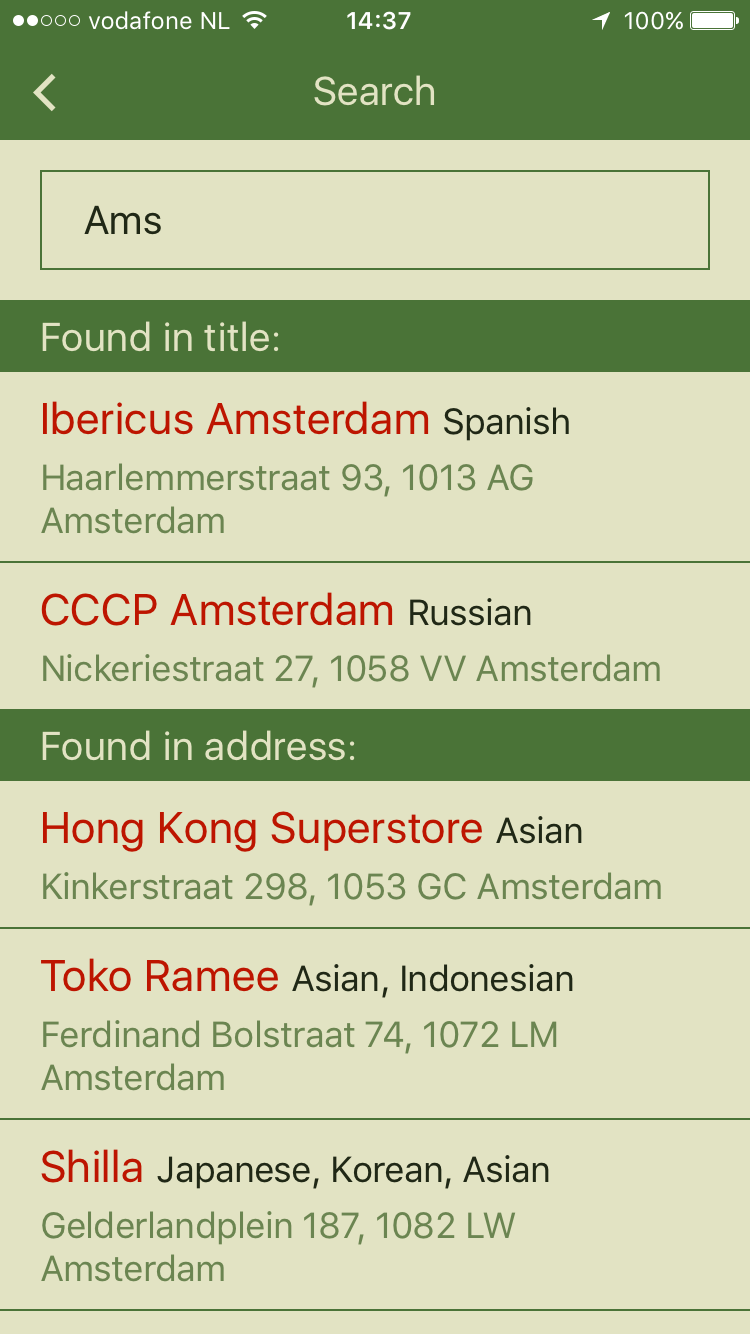 vodafone NL 14:37 100%
Search
Ams
Found in title:
Ibericus Amsterdam Spanish
Haarlemmerstraat 93, 1013 AG
Amsterdam
CCCP Amsterdam Russian
Nickeriestraat 27, 1058 VV Amsterdam
Found in address:
Hong Kong Superstore Asian
Kinkerstraat 298, 1053 GC Amsterdam
Toko Ramee Asian, Indonesian
Ferdinand Bolstraat 74, 1072 LM
Amsterdam
Shilla Japanese, Korean, Asian
Gelderlandplein 187, 1082 LW
Amsterdam